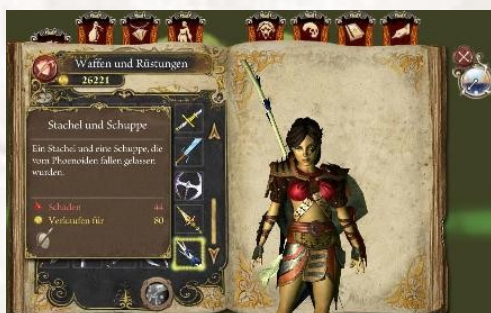 Waffen und Rüstungen
26221
Stachel und Schuppe
Ein Stachel und eine Schuppe, die
vom Phoenoiden fallen gelassen
wurden.
Schaden 44
Verkaufen für 80